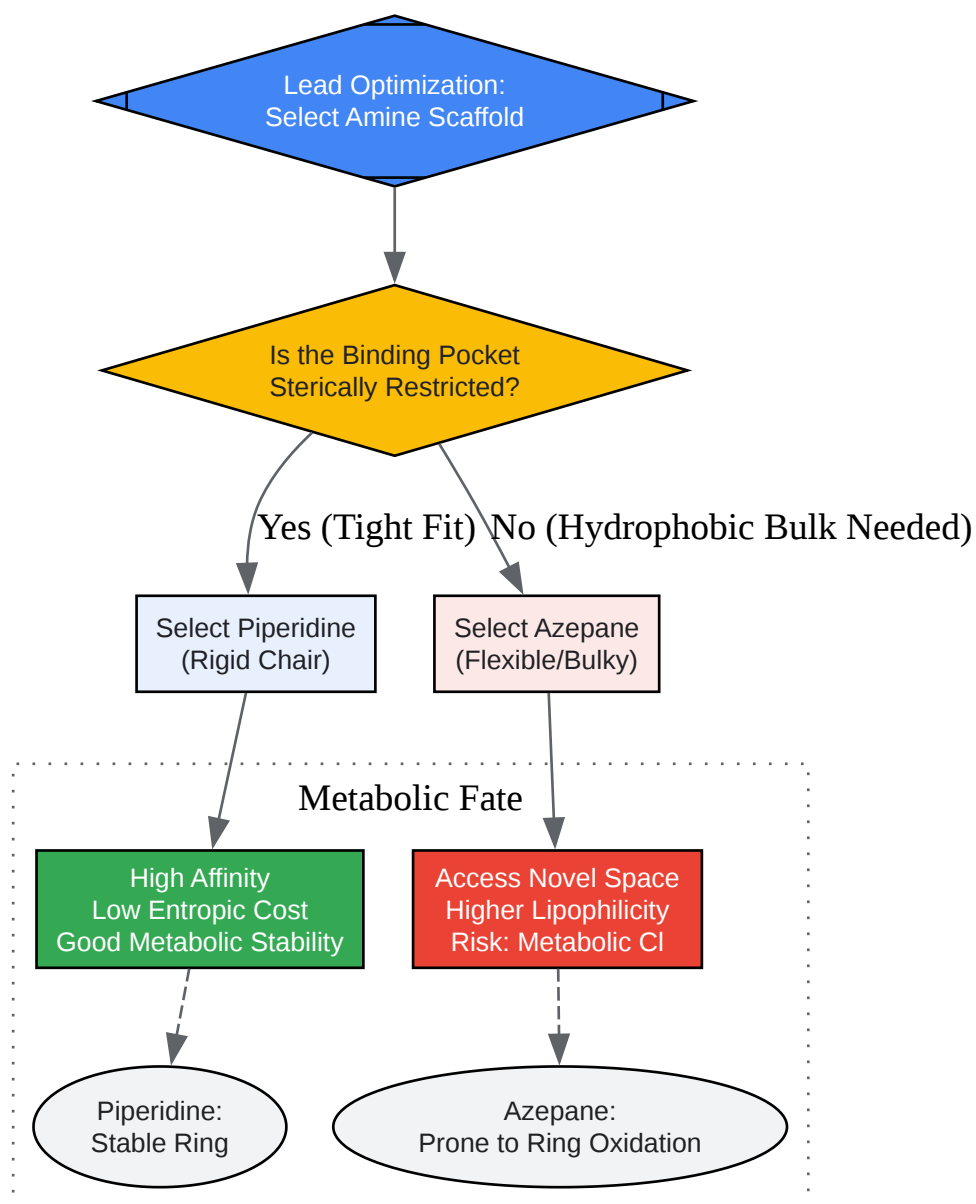 Lead Optimization:
Select Amine Scaffold
Is the Binding Pocket
Sterically Restricted?
Yes (Tight Fit)
No (Hydrophobic Bulk Needed)
Select Piperidine
(Rigid Chair)
Select Azepane
(Flexible/Bulky)
Metabolic Fate
High Affinity
Low Entropic Cost
Good Metabolic Stability
Access Novel Space
Higher Lipophilicity
Risk: Metabolic Cl
Piperidine:
Stable Ring
Azepane:
Prone to Ring Oxidation